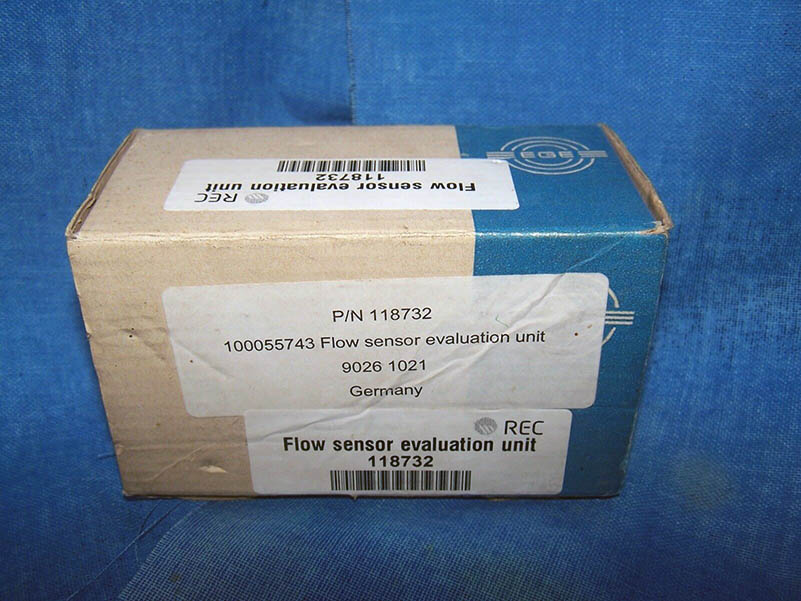 118732
Flow sensor evaluation unit
REC
EGE
P/N 118732
100055743 Flow sensor evaluation unit
9026 1021
Germany
REC
Flow sensor evaluation unit
118732